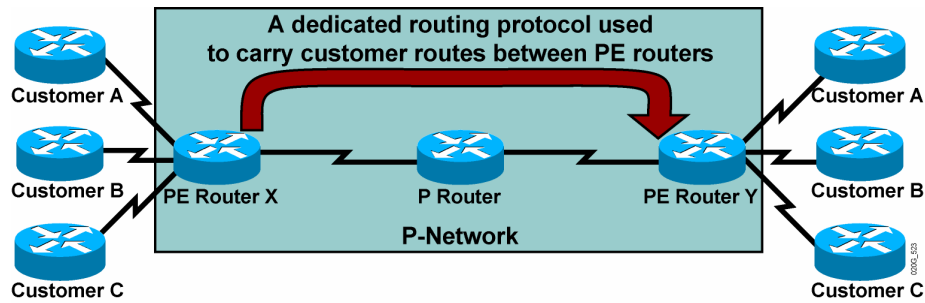 A dedicated routing protocol used
to carry customer routes between PE routers
Customer A
Customer A
Customer B
PE Router X
P Router
PE Router Y
Customer B
P-Network
Customer C
Customer C
020G_523